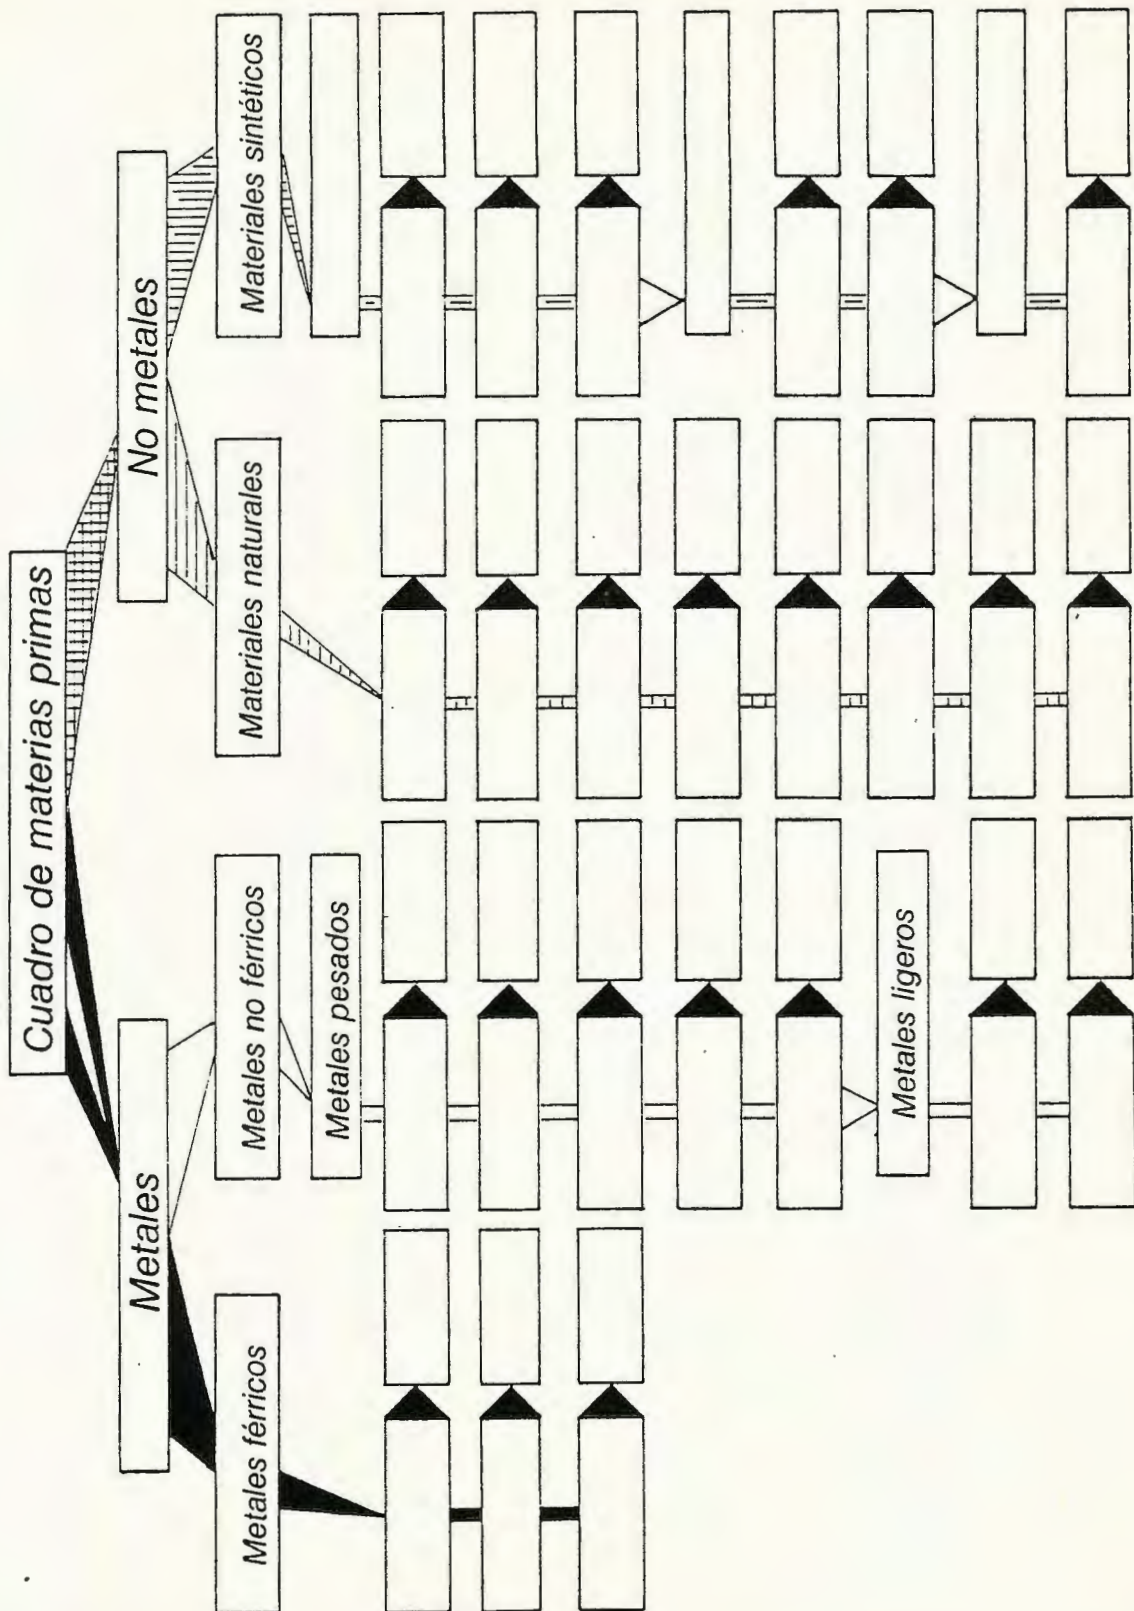 Cuadro de materias primas
Metales
No metales
Metales férricos
Metales no férricos
Materiales naturales
Materiales sintéticos
Metales pesados
Metales ligeros